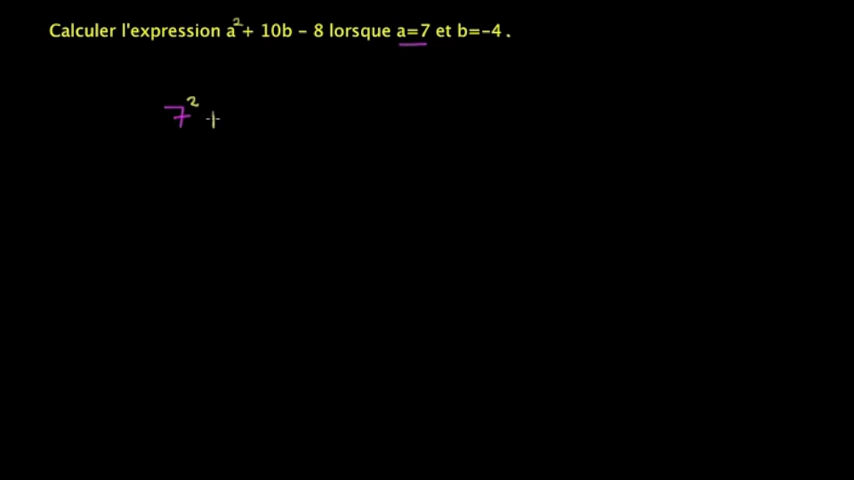 Calculer l'expression a² + 10b – 8 lorsque a=7 et b=–4 .
7² +